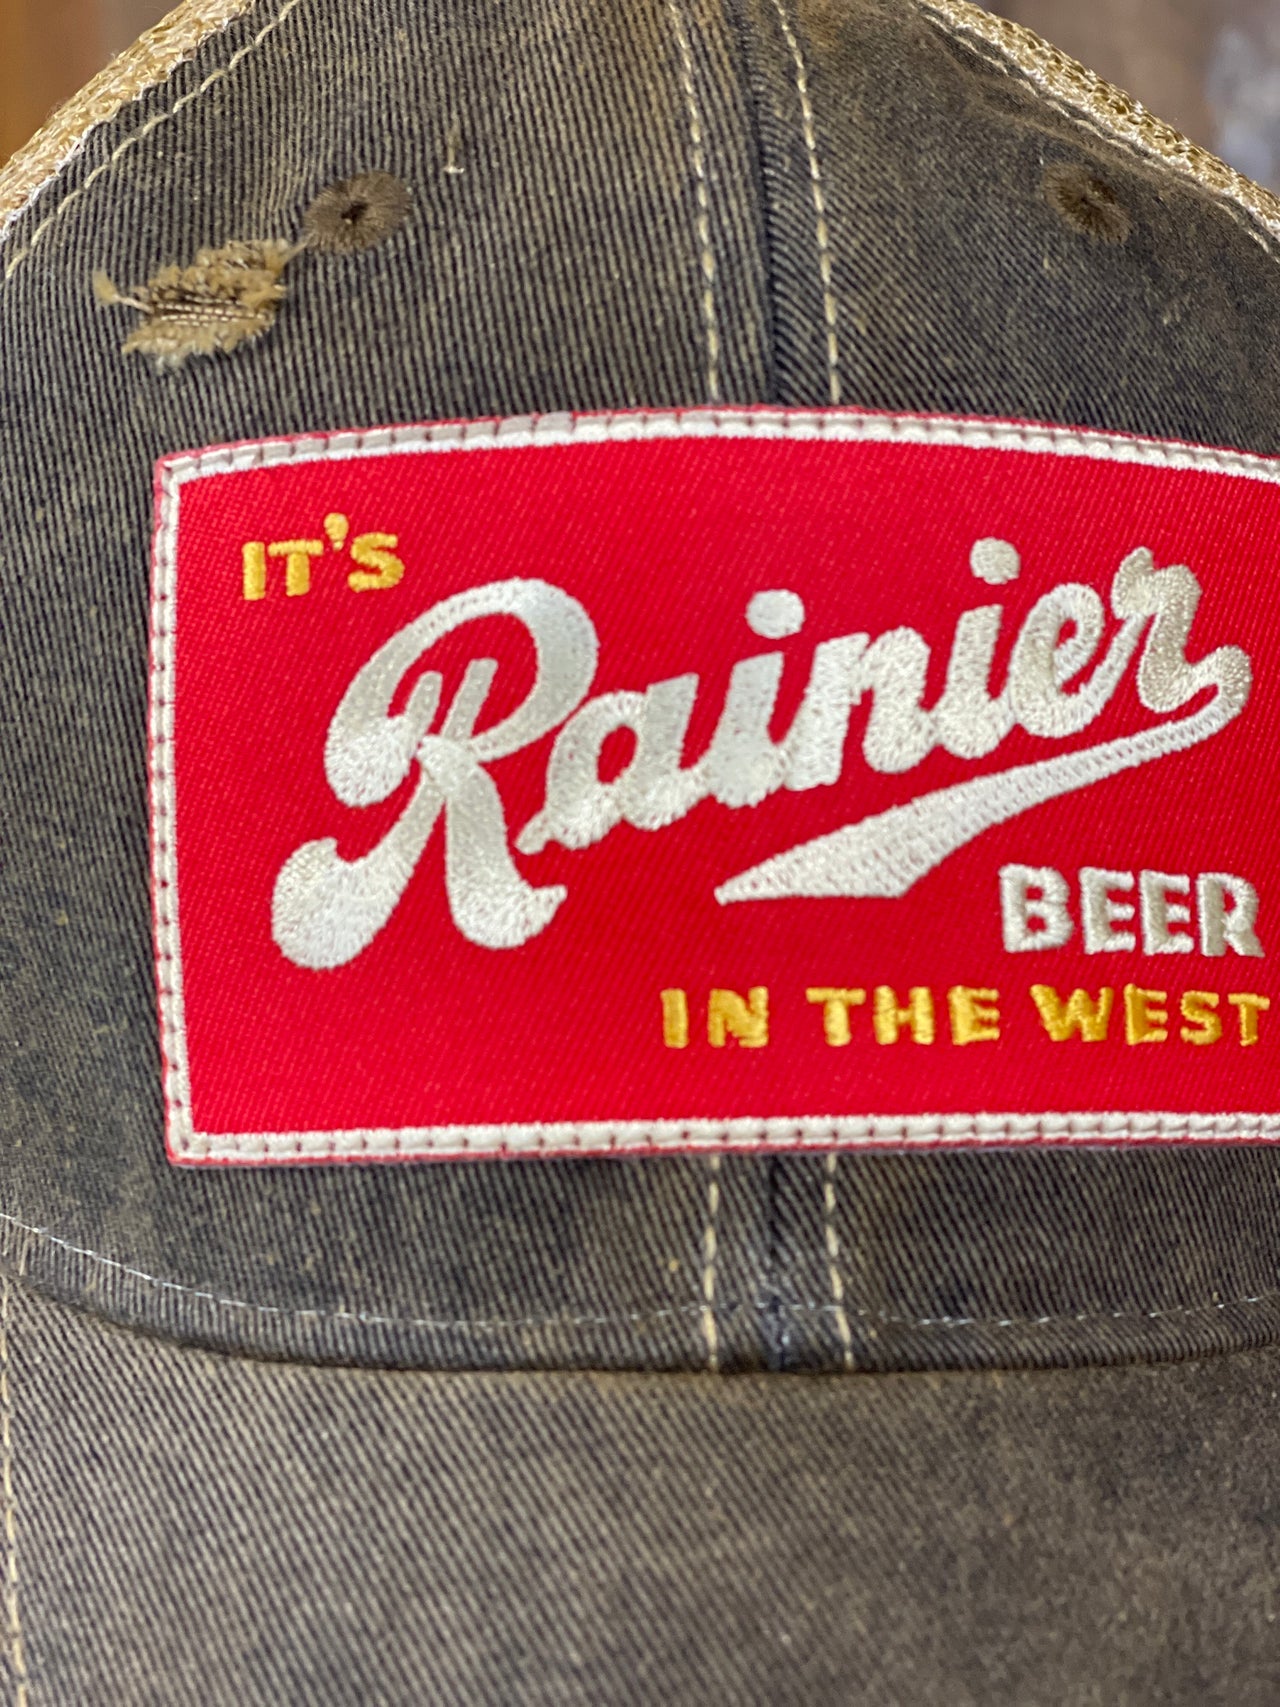 IT'S
Rainier
BEER
IN THE WEST